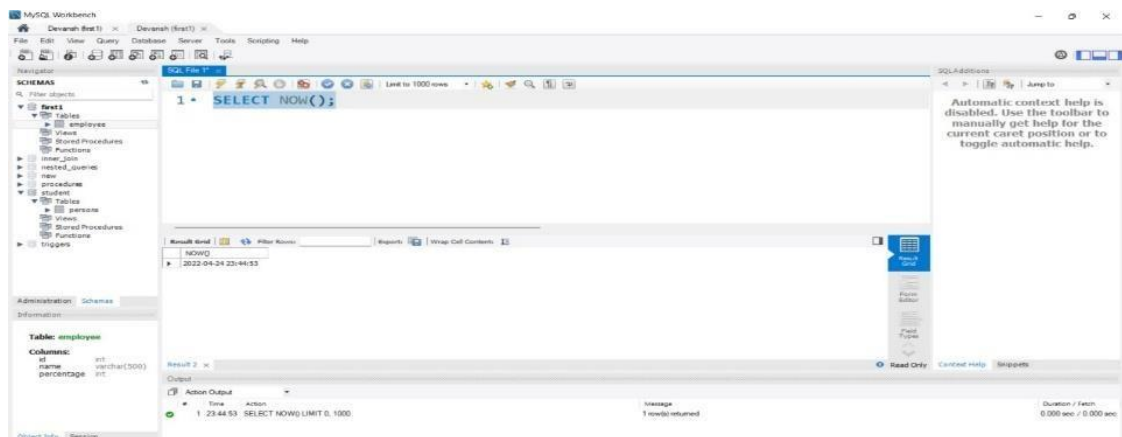 MySQL Workbench
Devansh (first1) × Devansh (first1) ×
File Edit View Query Database Server Tools Scripting Help
Navigator
SCHEMAS
Filter objects
first1
Tables
employee
Views
Stored Procedures
Functions
inner_join
nested_queries
new
procedures
student
Tables
persons
Views
Stored Procedures
Functions
triggers
Administration Schemas
Information
Table: employee
Columns:
id int
name varchar(500)
percentage int
Object Info Session
SQL File 1* ×
Limit to 1000 rows
1 SELECT NOW();
Result Grid Filter Rows: Export: Wrap Cell Content:
NOW()
2022-04-24 23:44:53
Result Grid
Form Editor
Field Types
Result 2 × Read Only
Output
Action Output
# Time Action Message Duration / Fetch
1 23:44:53 SELECT NOW() LIMIT 0, 1000 1 row(s) returned 0.000 sec / 0.000 sec
SQLAdditions
Jump to
Automatic context help is
disabled. Use the toolbar to
manually get help for the
current caret position or to
toggle automatic help.
Context Help Snippets